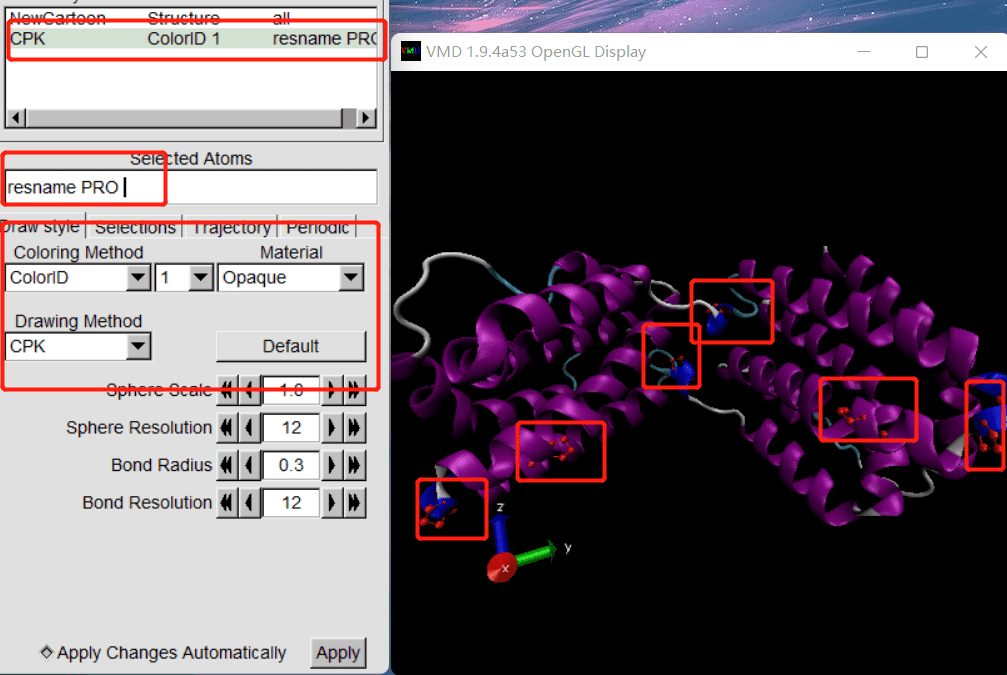 NewCartoon Structure all
CPK ColorID 1 resname PRO
Selected Atoms
resname PRO
Draw style Selections Trajectory Periodic
Coloring Method Material
ColorID 1 Opaque
Drawing Method
CPK Default
Sphere Scale 1.0
Sphere Resolution 12
Bond Radius 0.3
Bond Resolution 12
Apply Changes Automatically Apply
VMD VMD 1.9.4a53 OpenGL Display
z
y
x